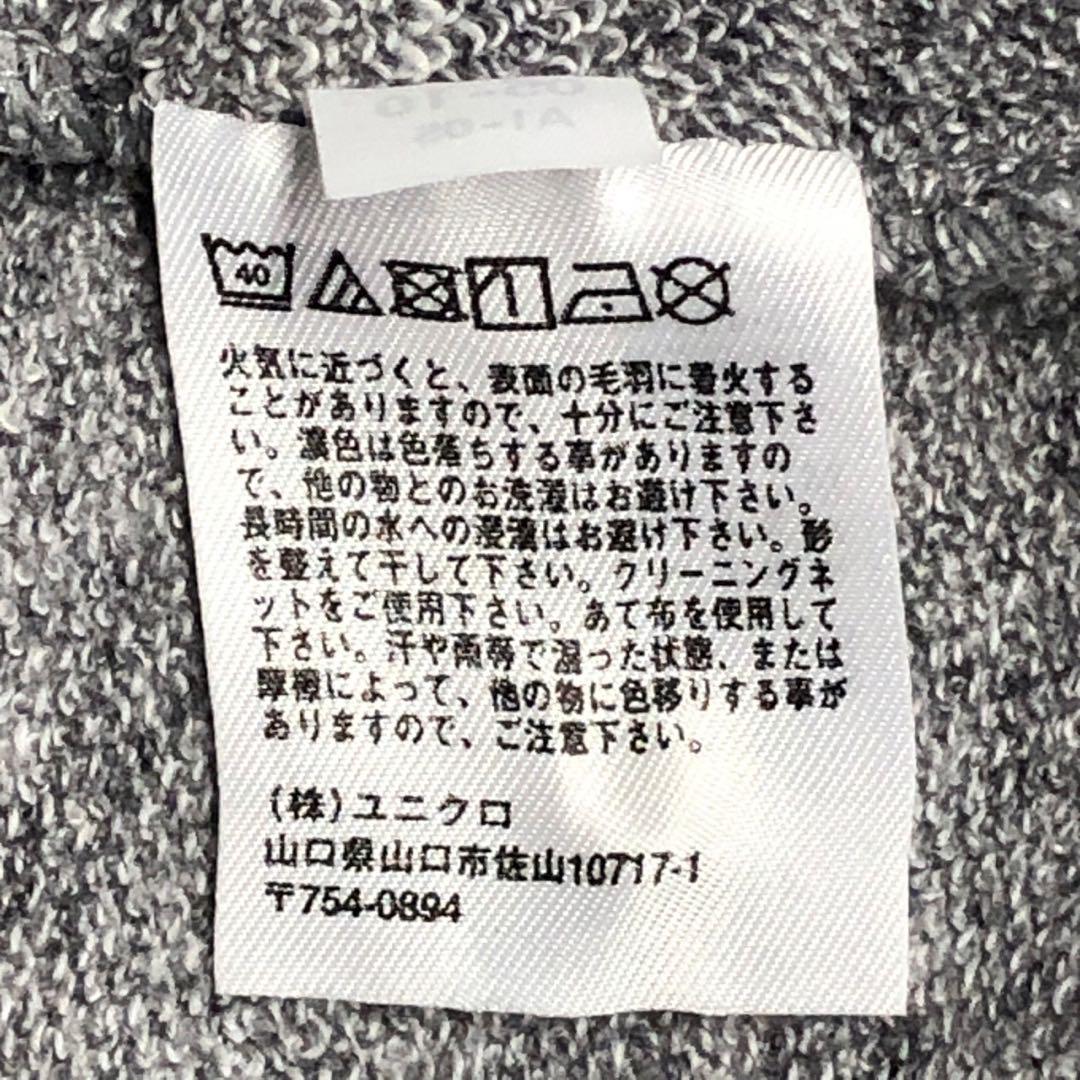 40
火気に近づくと、表面の毛羽に着火する
ことがありますので、十分にご注意下さ
い。濃色は色落ちする事がありますの
で、他の物とのお洗濯はお避け下さい。
長時間の水への浸漬はお避け下さい。形
を整えて干して下さい。クリーニングネ
ットをご使用下さい。あて布を使用して
下さい。汗や雨等で湿った状態、または
摩擦によって、他の物に色移りする事が
ありますので、ご注意下さい。
(株)ユニクロ
山口県山口市佐山10717-1
〒754-0894